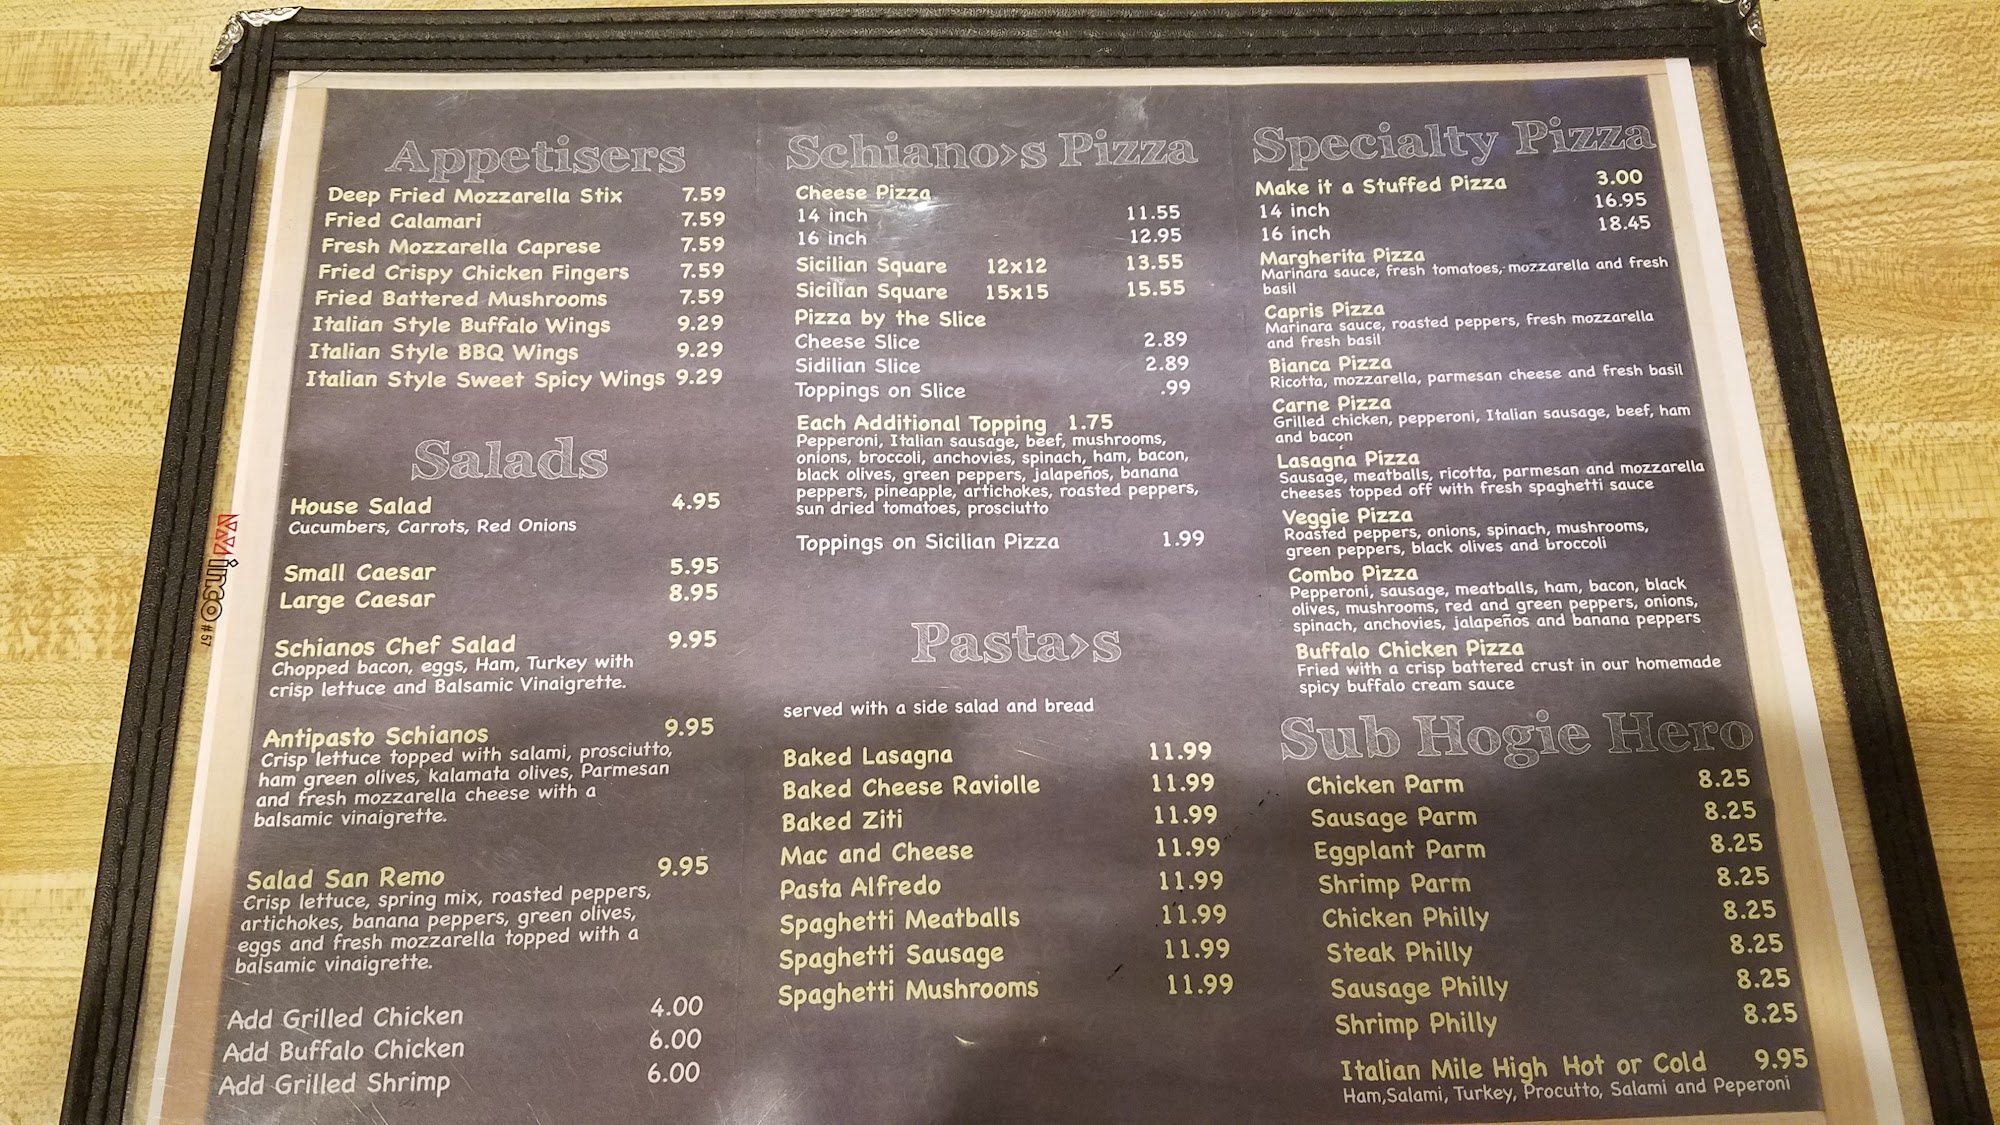 Appetisers
Deep Fried Mozzarella Stix 7.59
Fried Calamari 7.59
Fresh Mozzarella Caprese 7.59
Fried Crispy Chicken Fingers 7.59
Fried Battered Mushrooms 7.59
Italian Style Buffalo Wings 9.29
Italian Style BBQ Wings 9.29
Italian Style Sweet Spicy Wings 9.29
Salads
House Salad 4.95
Cucumbers, Carrots, Red Onions
Small Caesar 5.95
Large Caesar 8.95
Schianos Chef Salad 9.95
Chopped bacon, eggs, Ham, Turkey with
crisp lettuce and Balsamic Vinaigrette.
Antipasto Schianos 9.95
Crisp lettuce topped with salami, prosciutto,
ham green olives, kalamata olives, Parmesan
and fresh mozzarella cheese with a
balsamic vinaigrette.
Salad San Remo 9.95
Crisp lettuce, spring mix, roasted peppers,
artichokes, banana peppers, green olives,
eggs and fresh mozzarella topped with a
balsamic vinaigrette.
Add Grilled Chicken 4.00
Add Buffalo Chicken 6.00
Add Grilled Shrimp 6.00
Schiano>s Pizza
Cheese Pizza
14 inch 11.55
16 inch 12.95
Sicilian Square 12x12 13.55
Sicilian Square 15x15 15.55
Pizza by the Slice
Cheese Slice 2.89
Sidilian Slice 2.89
Toppings on Slice .99
Each Additional Topping 1.75
Pepperoni, Italian sausage, beef, mushrooms,
onions, broccoli, anchovies, spinach, ham, bacon,
black olives, green peppers, jalapeños, banana
peppers, pineapple, artichokes, roasted peppers,
sun dried tomatoes, prosciutto
Toppings on Sicilian Pizza 1.99
Pasta>s
served with a side salad and bread
Baked Lasagna 11.99
Baked Cheese Raviolle 11.99
Baked Ziti 11.99
Mac and Cheese 11.99
Pasta Alfredo 11.99
Spaghetti Meatballs 11.99
Spaghetti Sausage 11.99
Spaghetti Mushrooms 11.99
Specialty Pizza
Make it a Stuffed Pizza 3.00
14 inch 16.95
16 inch 18.45
Margherita Pizza
Marinara sauce, fresh tomatoes, mozzarella and fresh
basil
Capris Pizza
Marinara sauce, roasted peppers, fresh mozzarella
and fresh basil
Bianca Pizza
Ricotta, mozzarella, parmesan cheese and fresh basil
Carne Pizza
Grilled chicken, pepperoni, Italian sausage, beef, ham
and bacon
Lasagna Pizza
Sausage, meatballs, ricotta, parmesan and mozzarella
cheeses topped off with fresh spaghetti sauce
Veggie Pizza
Roasted peppers, onions, spinach, mushrooms,
green peppers, black olives and broccoli
Combo Pizza
Pepperoni, sausage, meatballs, ham, bacon, black
olives, mushrooms, red and green peppers, onions,
spinach, anchovies, jalapeños and banana peppers
Buffalo Chicken Pizza
Fried with a crisp battered crust in our homemade
spicy buffalo cream sauce
Sub Hogie Hero
Chicken Parm 8.25
Sausage Parm 8.25
Eggplant Parm 8.25
Shrimp Parm 8.25
Chicken Philly 8.25
Steak Philly 8.25
Sausage Philly 8.25
Shrimp Philly 8.25
Italian Mile High Hot or Cold 9.95
Ham,Salami, Turkey, Procutto, Salami and Peperoni
#57